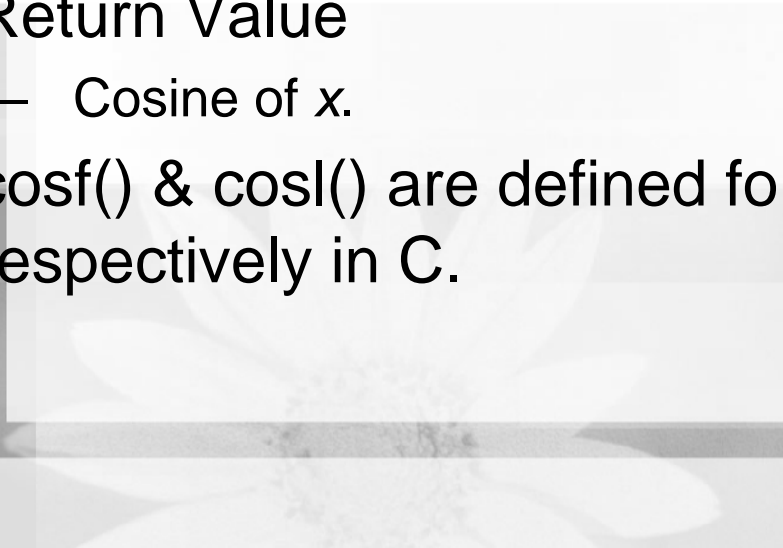 Return Value
– Cosine of x.
cosf() & cosl() are defined fo
espectively in C.